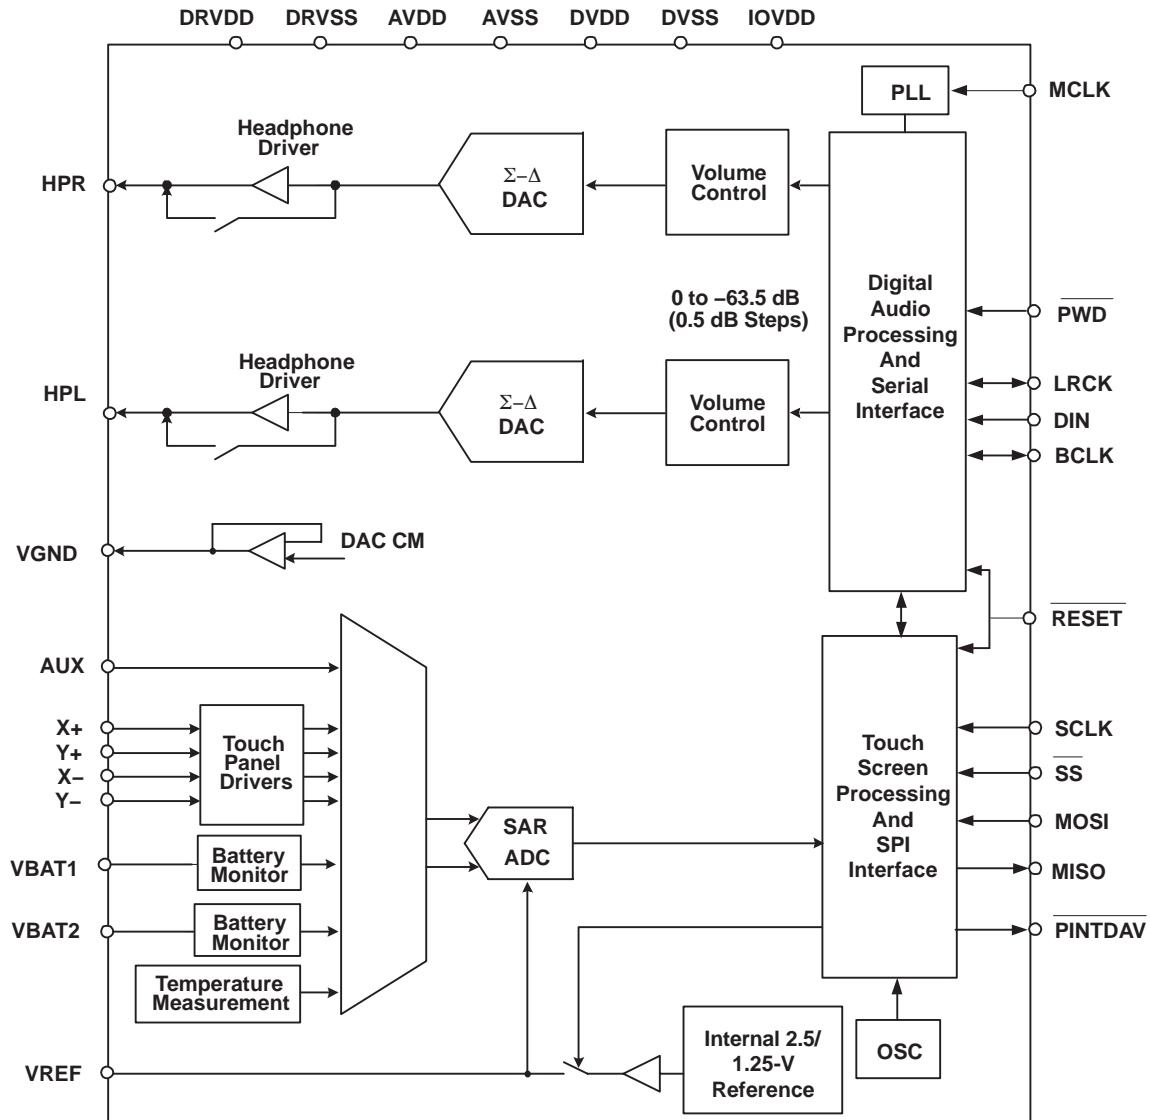 DRVDD DRVSS AVDD AVSS DVDD DVSS IOVDD
PLL
MCLK
Headphone
Driver
HPR
Σ–Δ
DAC
Volume
Control
0 to –63.5 dB
(0.5 dB Steps)
Digital
Audio
Processing
And
Serial
Interface
PWD
LRCK
DIN
BCLK
Headphone
Driver
HPL
Σ–Δ
DAC
Volume
Control
VGND
DAC CM
RESET
AUX
X+
Y+
X–
Y–
Touch
Panel
Drivers
VBAT1
Battery
Monitor
VBAT2
Battery
Monitor
Temperature
Measurement
SAR
ADC
Touch
Screen
Processing
And
SPI
Interface
SCLK
SS
MOSI
MISO
PINTDAV
VREF
Internal 2.5/
1.25-V
Reference
OSC